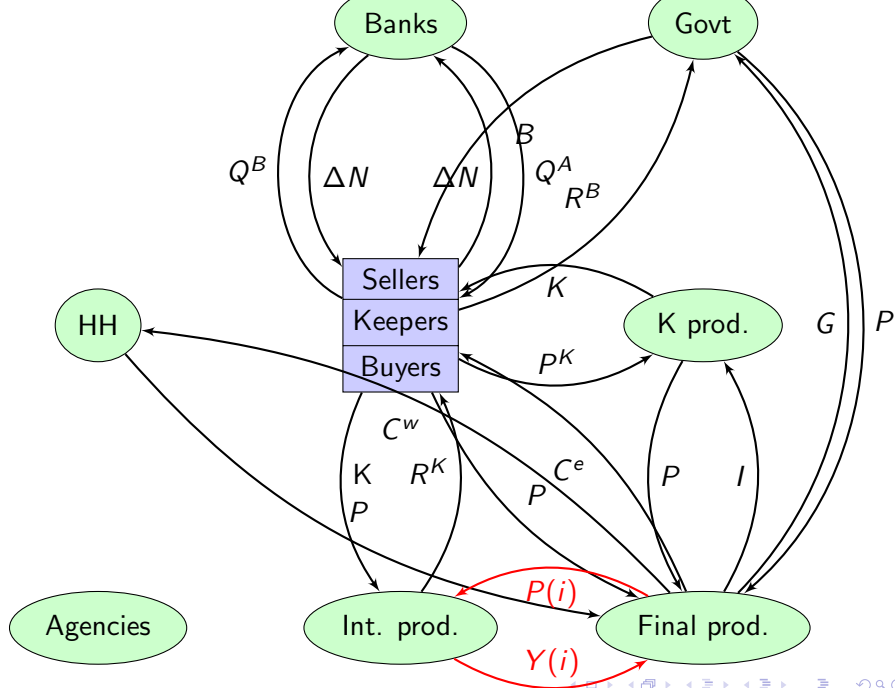 Banks
Govt
B
Q^B
ΔN
ΔN
Q^A
R^B
Sellers
K
HH
Keepers
K prod.
G
P
Buyers
P^K
C^w
K
R^K
C^e
P
I
P
P
P(i)
Agencies
Int. prod.
Final prod.
Y(i)